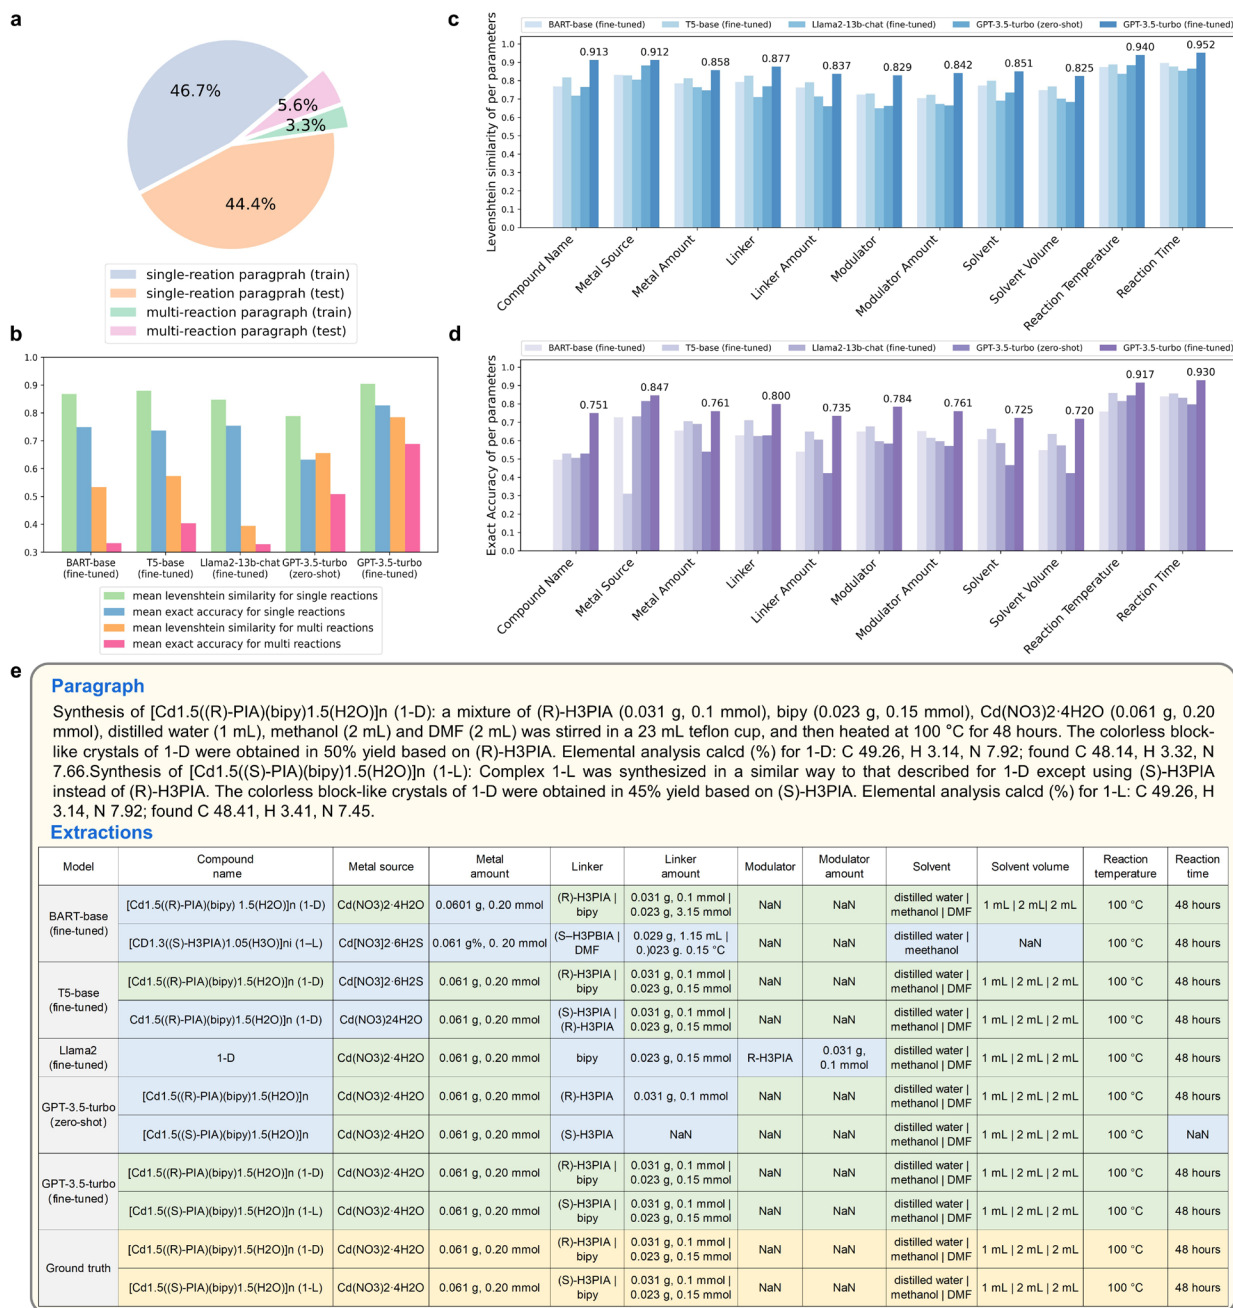 a
46.7%
5.6%
3.3%
44.4%
single-reation paragprah (train)
single-reation paragprah (test)
multi-reaction paragraph (train)
multi-reaction paragraph (test)
b
1.0
0.9
0.8
0.7
0.6
0.5
0.4
0.3
BART-base (fine-tuned)
T5-base (fine-tuned)
Llama2-13b-chat (fine-tuned)
GPT-3.5-turbo (zero-shot)
GPT-3.5-turbo (fine-tuned)
mean levenshtein similarity for single reactions
mean exact accuracy for single reactions
mean levenshtein similarity for multi reactions
mean exact accuracy for multi reactions
c
BART-base (fine-tuned) T5-base (fine-tuned) Llama2-13b-chat (fine-tuned) GPT-3.5-turbo (zero-shot) GPT-3.5-turbo (fine-tuned)
Levenshtein similarity of per parameters
1.0
0.9
0.8
0.7
0.6
0.5
0.4
0.3
0.2
0.1
0.0
0.913 0.912 0.858 0.877 0.837 0.829 0.842 0.851 0.825 0.940 0.952
Compound Name
Metal Source
Metal Amount
Linker
Linker Amount
Modulator
Modulator Amount
Solvent
Solvent Volume
Reaction Temperature
Reaction Time
d
BART-base (fine-tuned) T5-base (fine-tuned) Llama2-13b-chat (fine-tuned) GPT-3.5-turbo (zero-shot) GPT-3.5-turbo (fine-tuned)
Exact Accuracy of per parameters
1.0
0.9
0.8
0.7
0.6
0.5
0.4
0.3
0.2
0.1
0.0
0.751 0.847 0.761 0.800 0.735 0.784 0.761 0.725 0.720 0.917 0.930
Compound Name
Metal Source
Metal Amount
Linker
Linker Amount
Modulator
Modulator Amount
Solvent
Solvent Volume
Reaction Temperature
Reaction Time
e
Paragraph
Synthesis of [Cd1.5((R)-PIA)(bipy)1.5(H2O)]n (1-D): a mixture of (R)-H3PIA (0.031 g, 0.1 mmol), bipy (0.023 g, 0.15 mmol), Cd(NO3)2·4H2O (0.061 g, 0.20
mmol), distilled water (1 mL), methanol (2 mL) and DMF (2 mL) was stirred in a 23 mL teflon cup, and then heated at 100 °C for 48 hours. The colorless block-
like crystals of 1-D were obtained in 50% yield based on (R)-H3PIA. Elemental analysis calcd (%) for 1-D: C 49.26, H 3.14, N 7.92; found C 48.14, H 3.32, N
7.66.Synthesis of [Cd1.5((S)-PIA)(bipy)1.5(H2O)]n (1-L): Complex 1-L was synthesized in a similar way to that described for 1-D except using (S)-H3PIA
instead of (R)-H3PIA. The colorless block-like crystals of 1-D were obtained in 45% yield based on (S)-H3PIA. Elemental analysis calcd (%) for 1-L: C 49.26, H
3.14, N 7.92; found C 48.41, H 3.41, N 7.45.
Extractions
Model Compound name Metal source Metal amount Linker Linker amount Modulator Modulator amount Solvent Solvent volume Reaction temperature Reaction time
BART-base (fine-tuned)
[Cd1.5((R)-PIA)(bipy) 1.5(H2O)]n (1-D) Cd(NO3)2·4H2O 0.0601 g, 0.20 mmol (R)-H3PIA | bipy 0.031 g, 0.1 mmol | 0.023 g, 3.15 mmol NaN NaN distilled water | methanol | DMF 1 mL | 2 mL| 2 mL 100 °C 48 hours
[CD1.3((S)-H3PIA)1.05(H3O)]ni (1–L) Cd[NO3]2·6H2S 0.061 g%, 0. 20 mmol (S–H3PBIA | DMF 0.029 g, 1.15 mL | 0.)023 g. 0.15 °C NaN NaN distilled water | meethanol NaN 100 °C 48 hours
T5-base (fine-tuned)
[Cd1.5((R)-PIA)(bipy)1.5(H2O)]n (1-D) Cd[NO3]2·6H2S 0.061 g, 0.20 mmol (R)-H3PIA | bipy 0.031 g, 0.1 mmol | 0.023 g, 0.15 mmol NaN NaN distilled water | methanol | DMF 1 mL | 2 mL | 2 mL 100 °C 48 hours
Cd1.5((R)-PIA)(bipy)1.5(H2O)]n (1-D) Cd(NO3)24H2O 0.061 g, 0.20 mmol (S)-H3PIA | (R)-H3PIA 0.031 g, 0.1 mmol | 0.023 g, 0.15 mmol NaN NaN distilled water | methanol | DMF 1 mL | 2 mL | 2 mL 100 °C 48 hours
Llama2 (fine-tuned)
1-D Cd(NO3)2·4H2O 0.061 g, 0.20 mmol bipy 0.023 g, 0.15 mmol R-H3PIA 0.031 g, 0.1 mmol distilled water | methanol | DMF 1 mL | 2 mL | 2 mL 100 °C 48 hours
GPT-3.5-turbo (zero-shot)
[Cd1.5((R)-PIA)(bipy)1.5(H2O)]n Cd(NO3)2·4H2O 0.061 g, 0.20 mmol (R)-H3PIA 0.031 g, 0.1 mmol NaN NaN distilled water | methanol | DMF 1 mL | 2 mL | 2 mL 100 °C 48 hours
[Cd1.5((S)-PIA)(bipy)1.5(H2O)]n Cd(NO3)2·4H2O 0.061 g, 0.20 mmol (S)-H3PIA NaN NaN NaN distilled water | methanol | DMF 1 mL | 2 mL | 2 mL 100 °C NaN
GPT-3.5-turbo (fine-tuned)
[Cd1.5((R)-PIA)(bipy)1.5(H2O)]n (1-D) Cd(NO3)2·4H2O 0.061 g, 0.20 mmol (R)-H3PIA | bipy 0.031 g, 0.1 mmol | 0.023 g, 0.15 mmol NaN NaN distilled water | methanol | DMF 1 mL | 2 mL | 2 mL 100 °C 48 hours
[Cd1.5((S)-PIA)(bipy)1.5(H2O)]n (1-L) Cd(NO3)2·4H2O 0.061 g, 0.20 mmol (S)-H3PIA | bipy 0.031 g, 0.1 mmol | 0.023 g, 0.15 mmol NaN NaN distilled water | methanol | DMF 1 mL | 2 mL | 2 mL 100 °C 48 hours
Ground truth
[Cd1.5((R)-PIA)(bipy)1.5(H2O)]n (1-D) Cd(NO3)2·4H2O 0.061 g, 0.20 mmol (R)-H3PIA | bipy 0.031 g, 0.1 mmol | 0.023 g, 0.15 mmol NaN NaN distilled water | methanol | DMF 1 mL | 2 mL | 2 mL 100 °C 48 hours
[Cd1.5((S)-PIA)(bipy)1.5(H2O)]n (1-L) Cd(NO3)2·4H2O 0.061 g, 0.20 mmol (S)-H3PIA | bipy 0.031 g, 0.1 mmol | 0.023 g, 0.15 mmol NaN NaN distilled water | methanol | DMF 1 mL | 2 mL | 2 mL 100 °C 48 hours